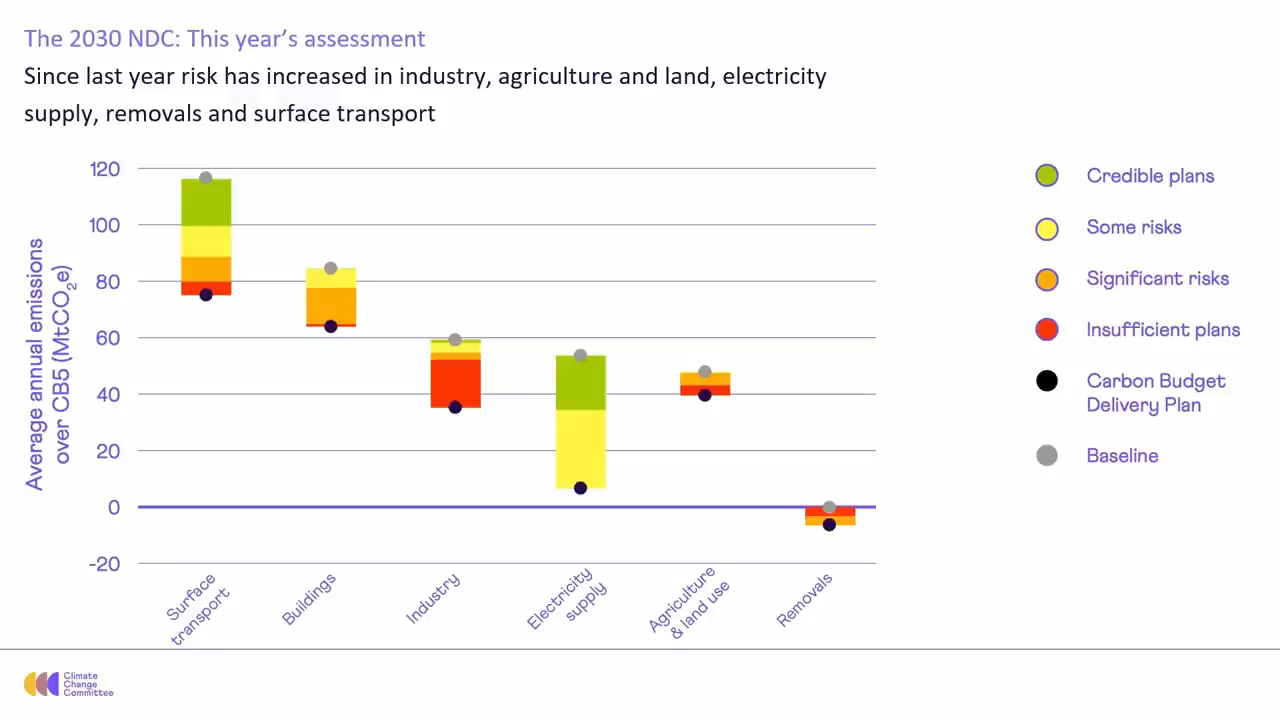 The 2030 NDC: This year’s assessment
Since last year risk has increased in industry, agriculture and land, electricity
supply, removals and surface transport
Average annual emissions
over CB5 (MtCO₂e)
120
100
80
60
40
20
0
-20
Surface
transport
Buildings
Industry
Electricity
supply
Agriculture
& land use
Removals
Credible plans
Some risks
Significant risks
Insufficient plans
Carbon Budget
Delivery Plan
Baseline
Climate
Change
Committee